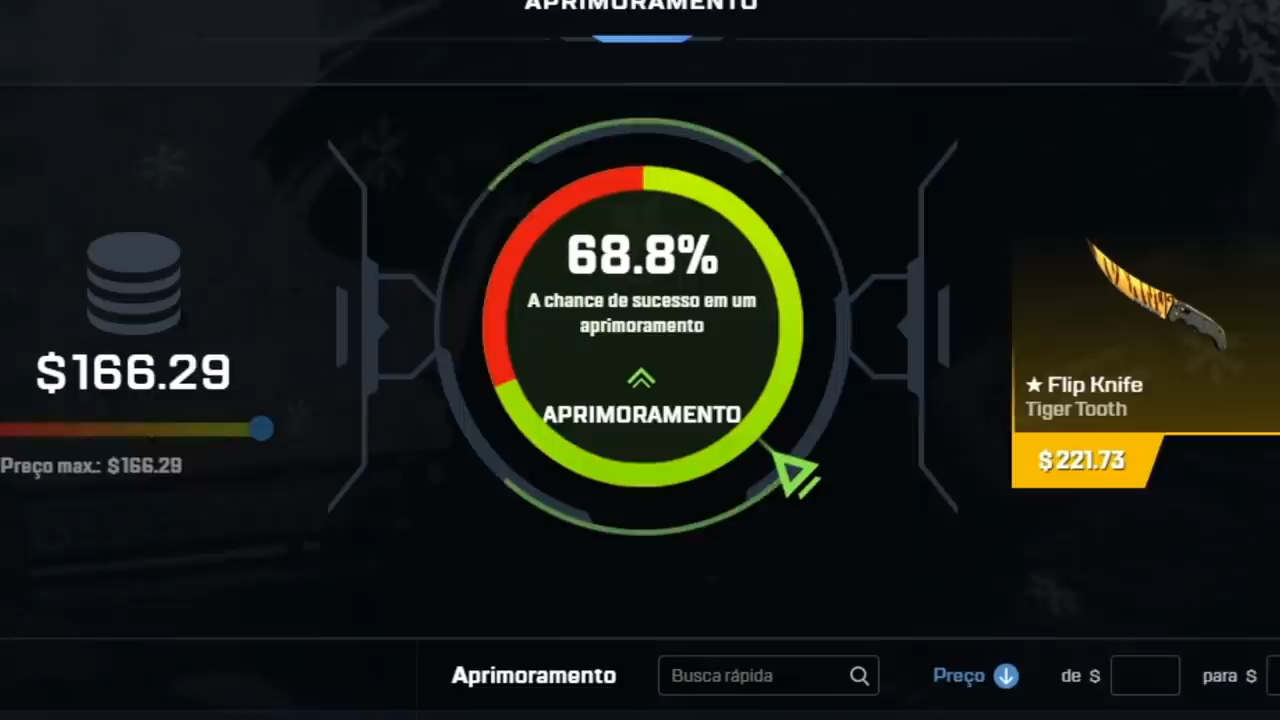 APRIMORAMENTO
68.8%
A chance de sucesso em um
aprimoramento
APRIMORAMENTO
$166.29
Preço max.: $166.29
★ Flip Knife
Tiger Tooth
$221.73
Aprimoramento
Busca rápida
Preço
de $
para $